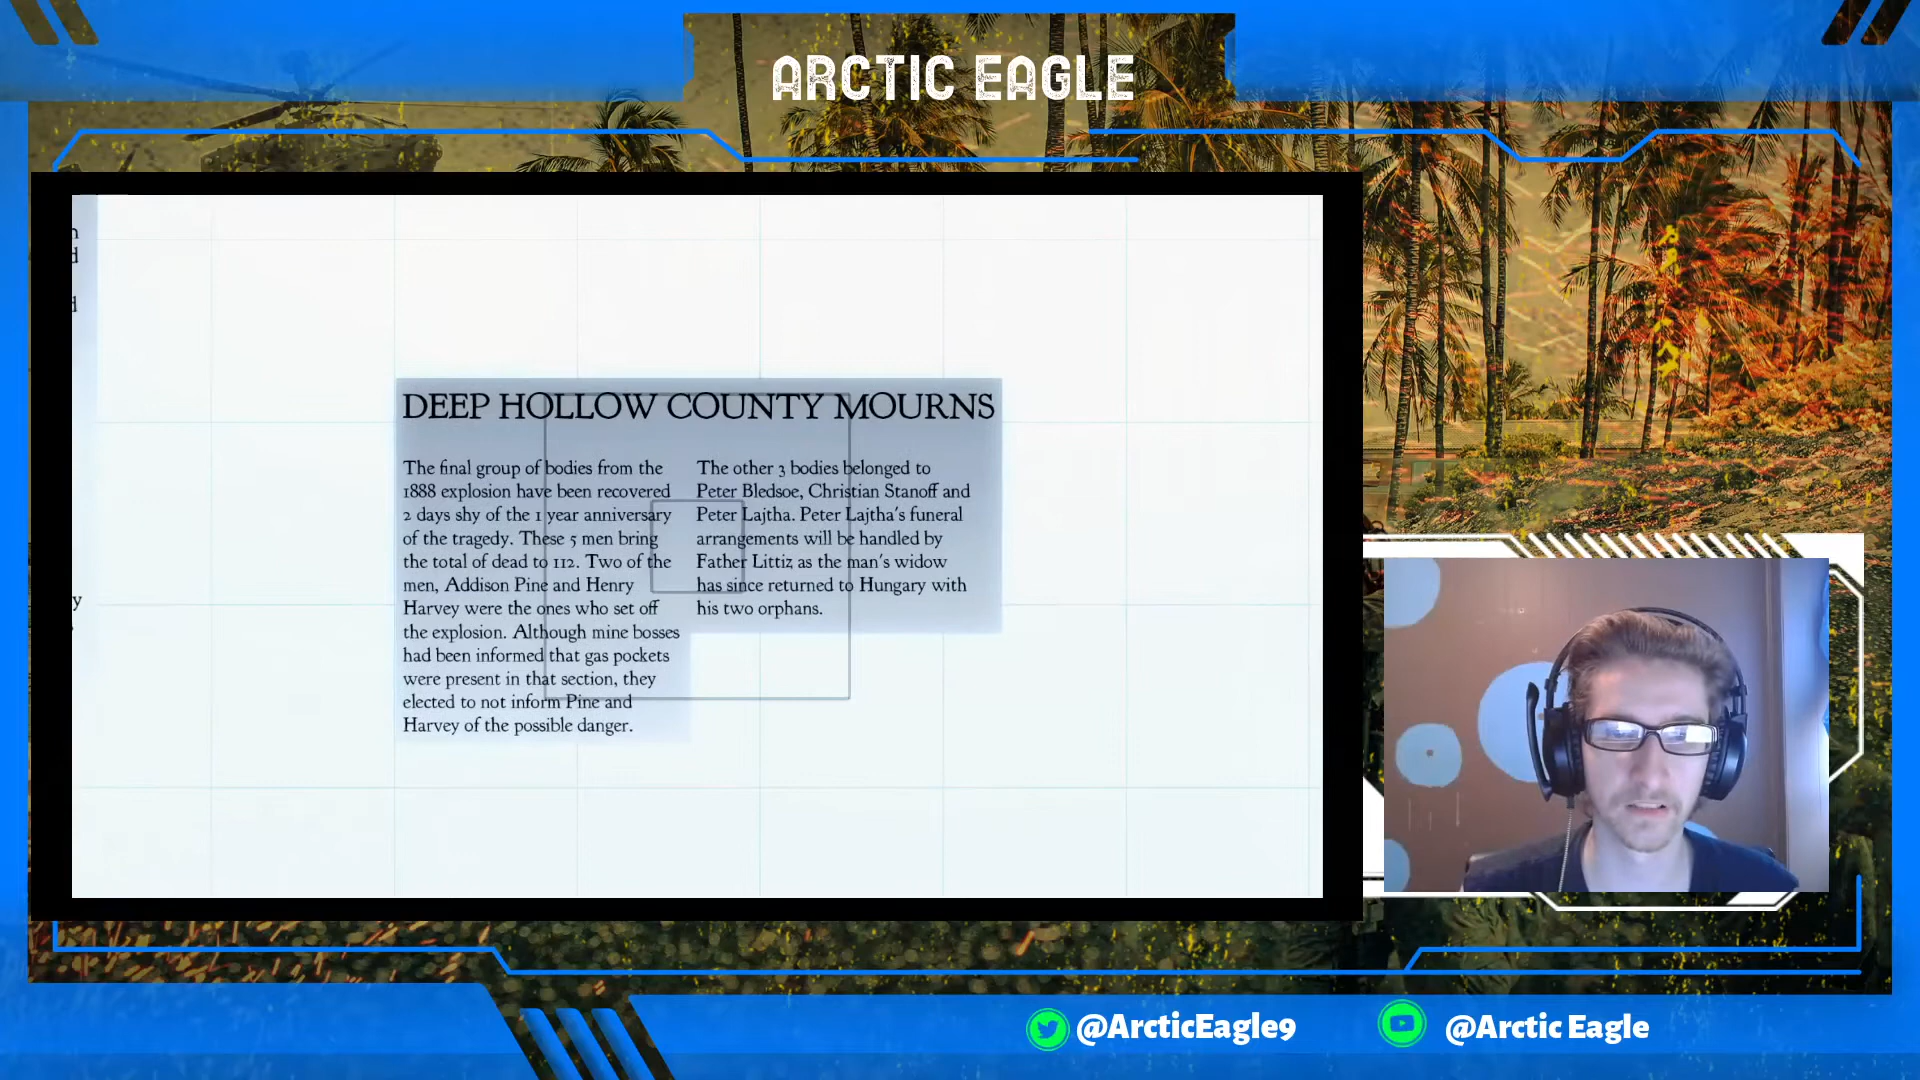 ARCTIC EAGLE
n
d
d
y
DEEP HOLLOW COUNTY MOURNS
The final group of bodies from the
1888 explosion have been recovered
2 days shy of the 1 year anniversary
of the tragedy. These 5 men bring
the total of dead to 112. Two of the
men, Addison Pine and Henry
Harvey were the ones who set off
the explosion. Although mine bosses
had been informed that gas pockets
were present in that section, they
elected to not inform Pine and
Harvey of the possible danger.
The other 3 bodies belonged to
Peter Bledsoe, Christian Stanoff and
Peter Lajtha. Peter Lajtha's funeral
arrangements will be handled by
Father Littiz as the man's widow
has since returned to Hungary with
his two orphans.
@ArcticEagle9
@Arctic Eagle